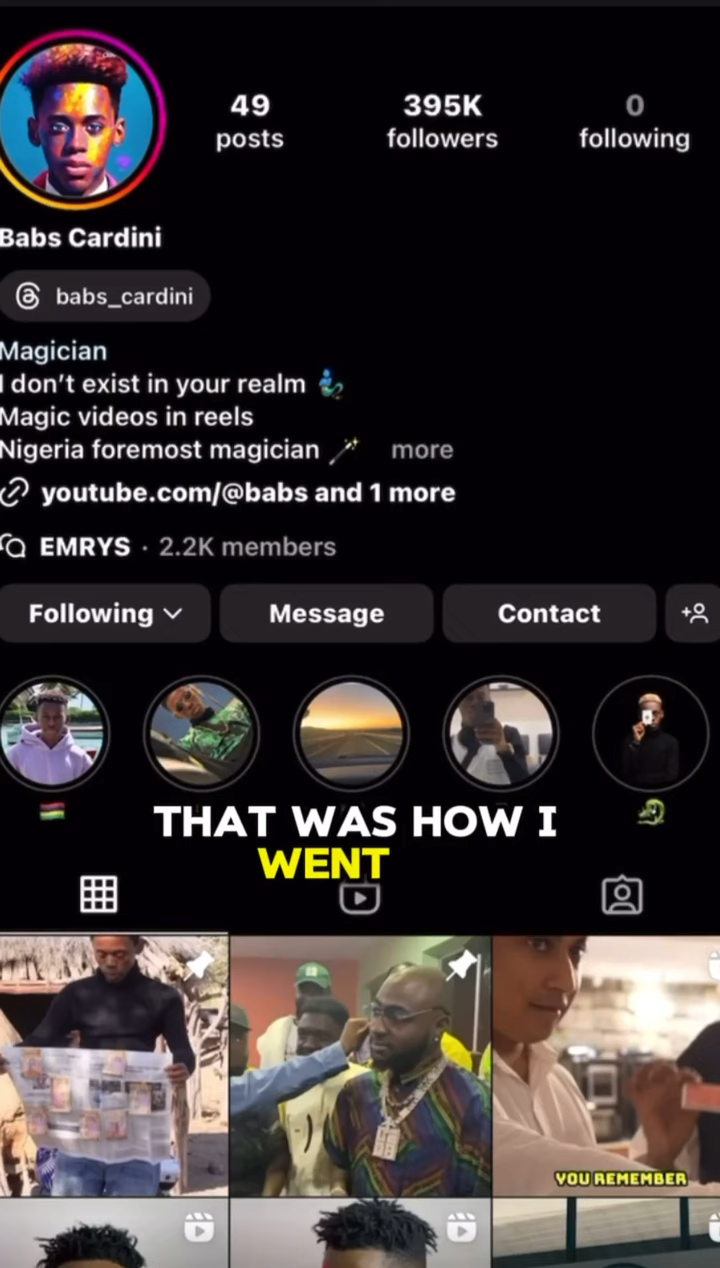 49 395K 0
posts followers following
Babs Cardini
babs_cardini
Magician
I don't exist in your realm
Magic videos in reels
Nigeria foremost magician more
youtube.com/@babs and 1 more
EMRYS · 2.2K members
Following Message Contact
THAT WAS HOW I
WENT
YOU REMEMBER